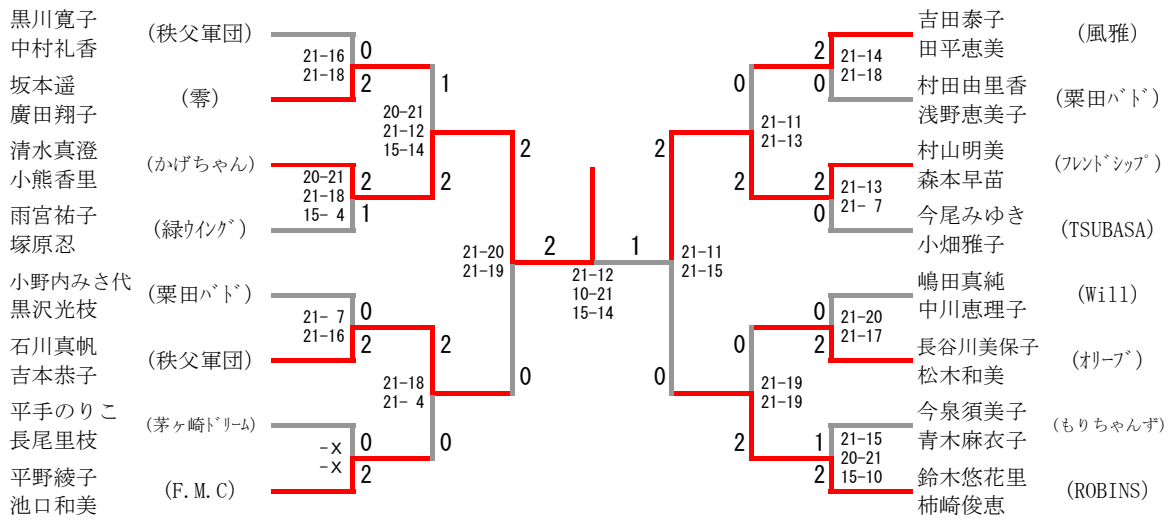 黒川寛子
中村礼香
(秩父軍団)
21-16
21-18
0
2
坂本遥
廣田翔子
(零)
1
20-21
21-12
15-14
2
清水真澄
小熊香里
(かげちゃん)
20-21
21-18
15- 4
2
1
雨宮祐子
塚原忍
(緑ウイング)
2
21-20
21-19
0
小野内みさ代
黒沢光枝
(粟田バド)
21- 7
21-16
0
2
石川真帆
吉本恭子
(秩父軍団)
2
21-18
21- 4
0
平手のりこ
長尾里枝
(茅ヶ崎ドリーム)
-X
-X
0
2
平野綾子
池口和美
(F.M.C)
2
1
21-12
10-21
15-14
吉田泰子
田平恵美
(風雅)
2
0
21-14
21-18
村田由里香
浅野恵美子
(粟田バド)
0
2
21-11
21-13
村山明美
森本早苗
(フレンドシップ)
2
0
21-13
21- 7
今尾みゆき
小畑雅子
(TSUBASA)
2
0
21-11
21-15
嶋田真純
中川恵理子
(Will)
0
2
21-20
21-17
長谷川美保子
松木和美
(オリーブ)
0
2
21-19
21-19
今泉須美子
青木麻衣子
(もりちゃんず)
1
2
21-15
20-21
15-10
鈴木悠花里
柿崎俊恵
(ROBINS)